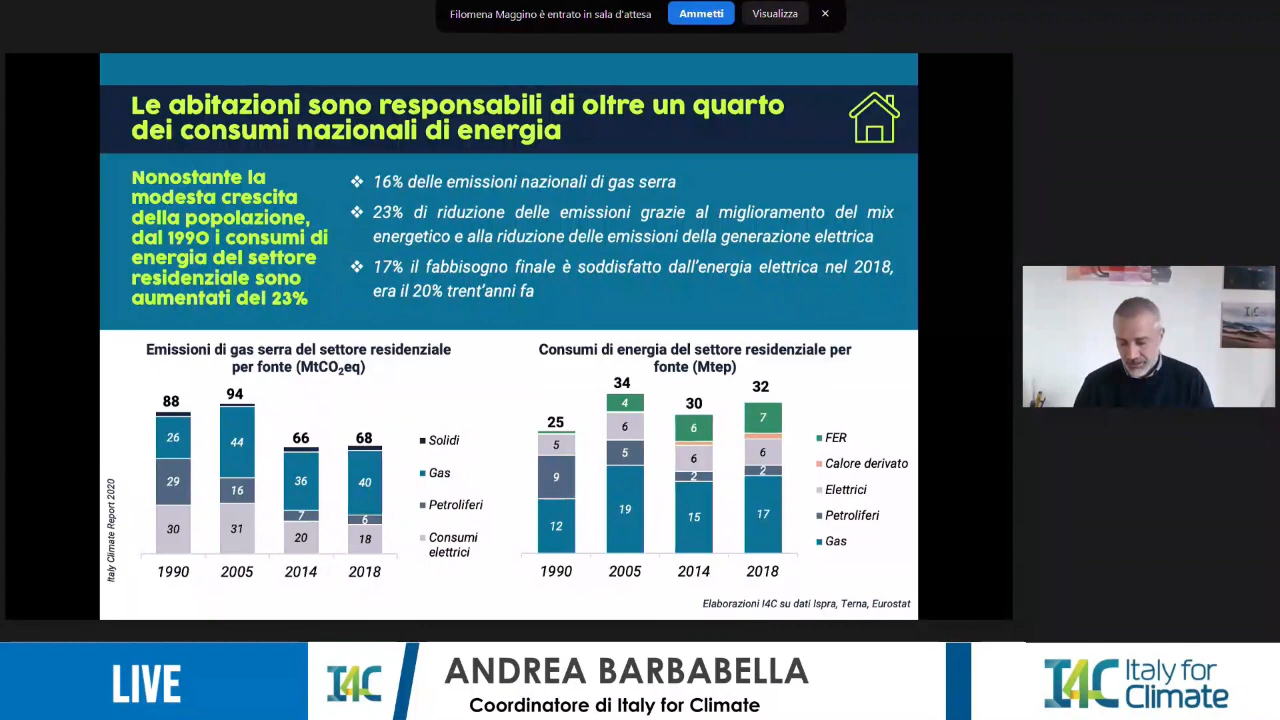 Filomena Maggino è entrato in sala d'attesa
Ammetti
Visualizza
Le abitazioni sono responsabili di oltre un quarto
dei consumi nazionali di energia
Nonostante la
modesta crescita
della popolazione,
dal 1990 i consumi di
energia del settore
residenziale sono
aumentati del 23%
❖ 16% delle emissioni nazionali di gas serra
❖ 23% di riduzione delle emissioni grazie al miglioramento del mix
energetico e alla riduzione delle emissioni della generazione elettrica
❖ 17% il fabbisogno finale è soddisfatto dall'energia elettrica nel 2018,
era il 20% trent'anni fa
Emissioni di gas serra del settore residenziale
per fonte (MtCO₂eq)
88
94
66
68
26
29
30
44
16
31
36
7
20
40
6
18
1990
2005
2014
2018
Solidi
Gas
Petroliferi
Consumi
elettrici
Italy Climate Report 2020
Consumi di energia del settore residenziale per
fonte (Mtep)
25
34
30
32
5
9
12
4
6
5
19
6
6
2
15
7
6
2
17
1990
2005
2014
2018
FER
Calore derivato
Elettrici
Petroliferi
Gas
Elaborazioni I4C su dati Ispra, Terna, Eurostat
I4C
LIVE
I4C
ANDREA BARBABELLA
Coordinatore di Italy for Climate
I4C
Italy for
Climate